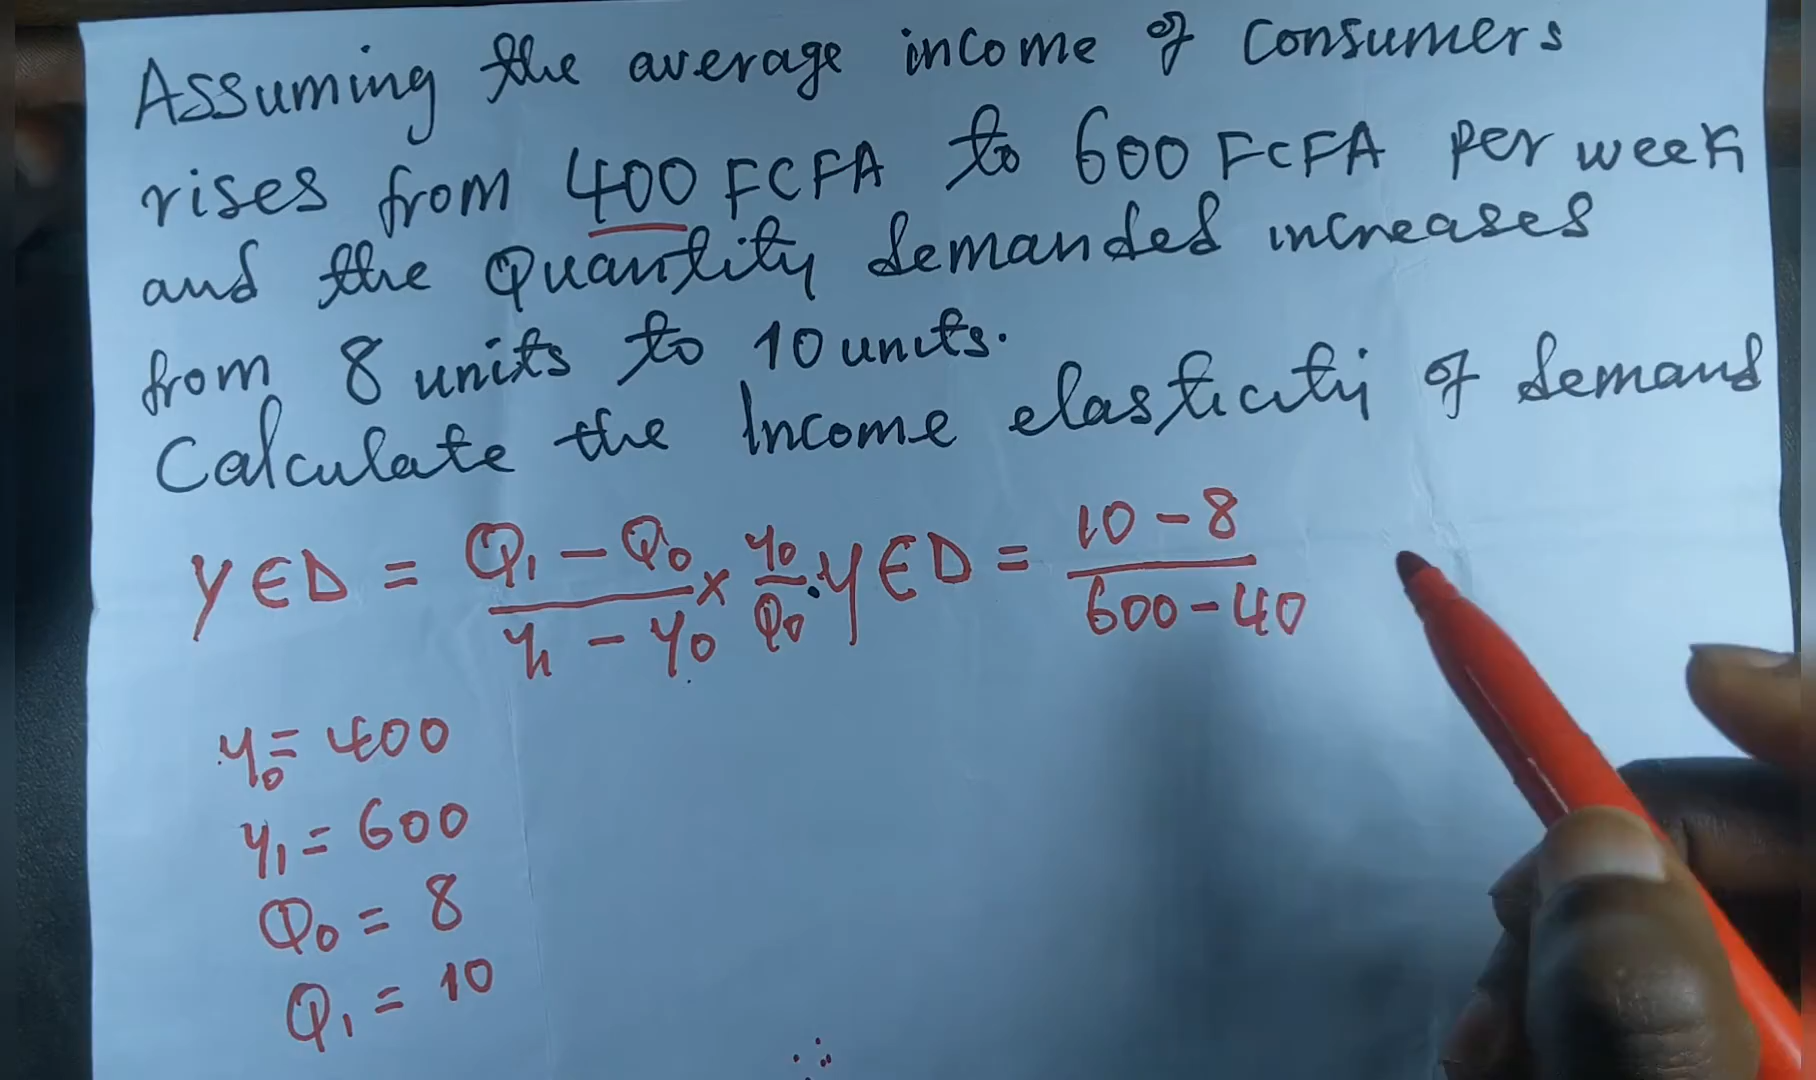 Assuming the average income of Consumers
rises from 400 FCFA to 600 FCFA per week
and the Quantity demanded increases
from 8 units to 10 units.
Calculate the Income elasticity of demand
YED = Q₁ - Q₀ / Y₁ - Y₀ × Y₀ / Q₀ . YED = 10 - 8 / 600 - 40
Y₀ = 400
Y₁ = 600
Q₀ = 8
Q₁ = 10